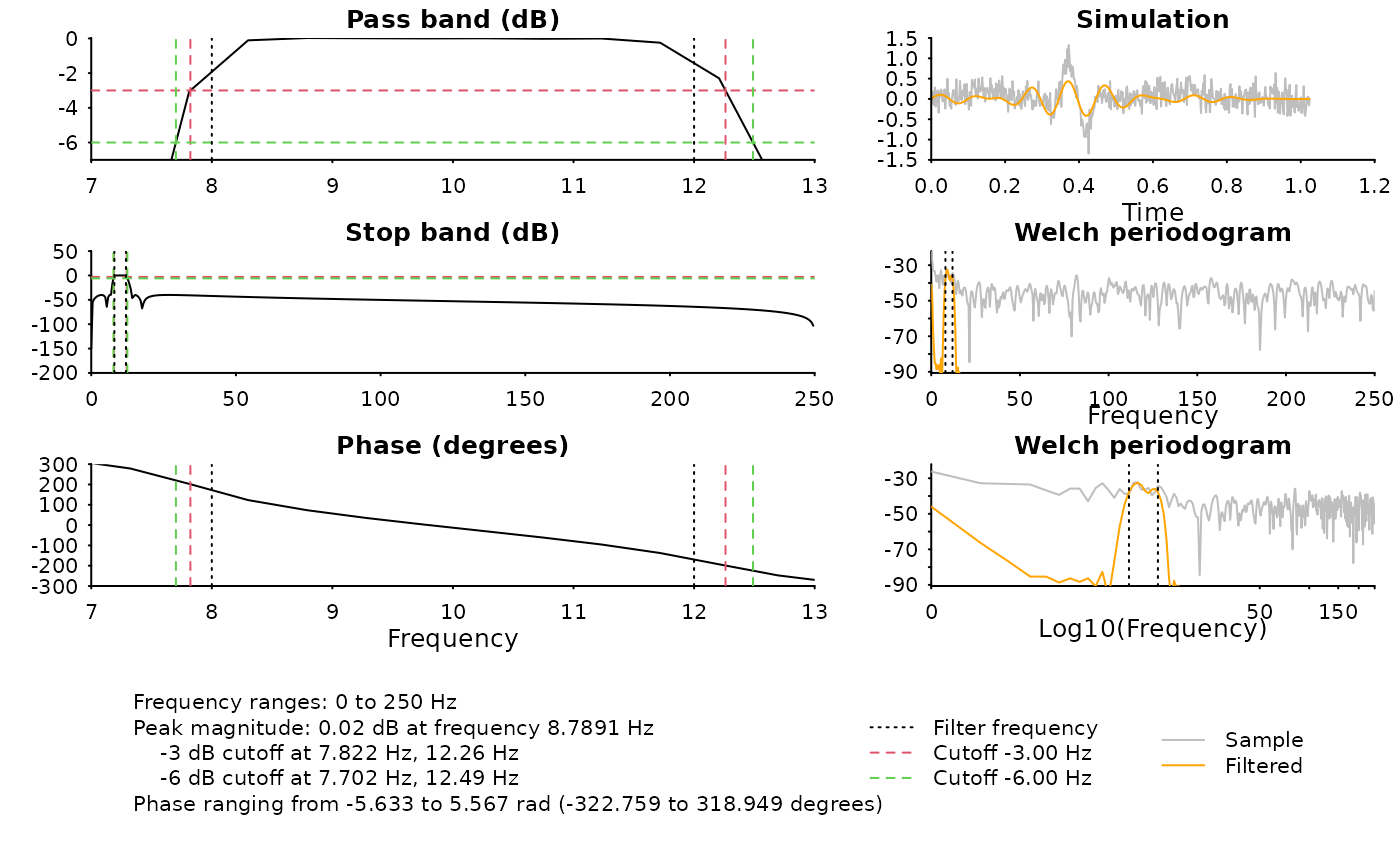 Pass band (dB)
0
-2
-4
-6
7 8 9 10 11 12 13
Simulation
1.5
1.0
0.5
0.0
-0.5
-1.0
-1.5
0.0 0.2 0.4 0.6 0.8 1.0 1.2
Time
Stop band (dB)
50
0
-50
-100
-150
-200
0 50 100 150 200 250
Welch periodogram
-30
-50
-70
-90
0 50 100 150 200 250
Frequency
Phase (degrees)
300
200
100
0
-100
-200
-300
7 8 9 10 11 12 13
Frequency
Welch periodogram
-30
-50
-70
-90
0 50 150
Log10(Frequency)
Frequency ranges: 0 to 250 Hz
Peak magnitude: 0.02 dB at frequency 8.7891 Hz
-3 dB cutoff at 7.822 Hz, 12.26 Hz
-6 dB cutoff at 7.702 Hz, 12.49 Hz
Phase ranging from -5.633 to 5.567 rad (-322.759 to 318.949 degrees)
Filter frequency
Cutoff -3.00 Hz
Cutoff -6.00 Hz
Sample
Filtered